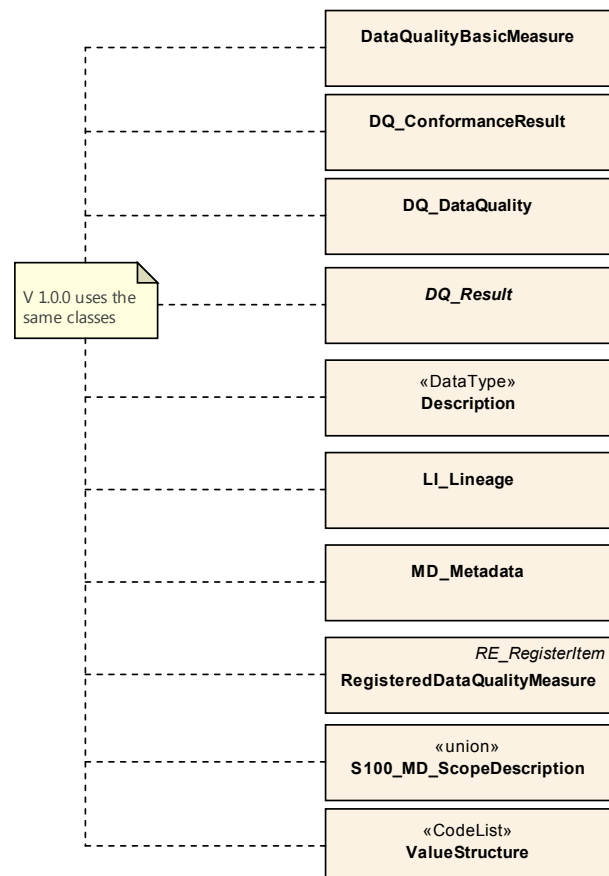 DataQualityBasicMeasure
DQ_ConformanceResult
DQ_DataQuality
V 1.0.0 uses the
same classes
DQ_Result
«DataType»
Description
LI_Lineage
MD_Metadata
RE_RegisterItem
RegisteredDataQualityMeasure
«union»
S100_MD_ScopeDescription
«CodeList»
ValueStructure